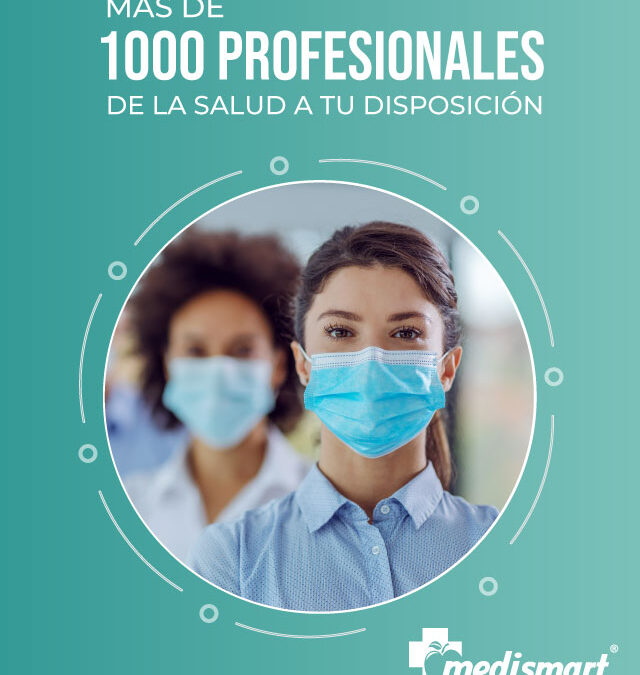 MÁS DE
1000 PROFESIONALES
DE LA SALUD A TU DISPOSICIÓN
medismart®